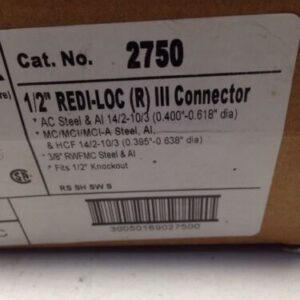 Cat. No. 2750
1/2" REDI-LOC (R) III Connector
* AC Steel & Al 14/2-10/3 (0.400"-0.618" dia)
* MC/MCI/MCI-A Steel, Al,
& HCF 14/2-10/3 (0.395"-0.638" dia)
* 3/8" RWFMC Steel & Al
* Fits 1/2" Knockout
RS SH SW S
30050169027500